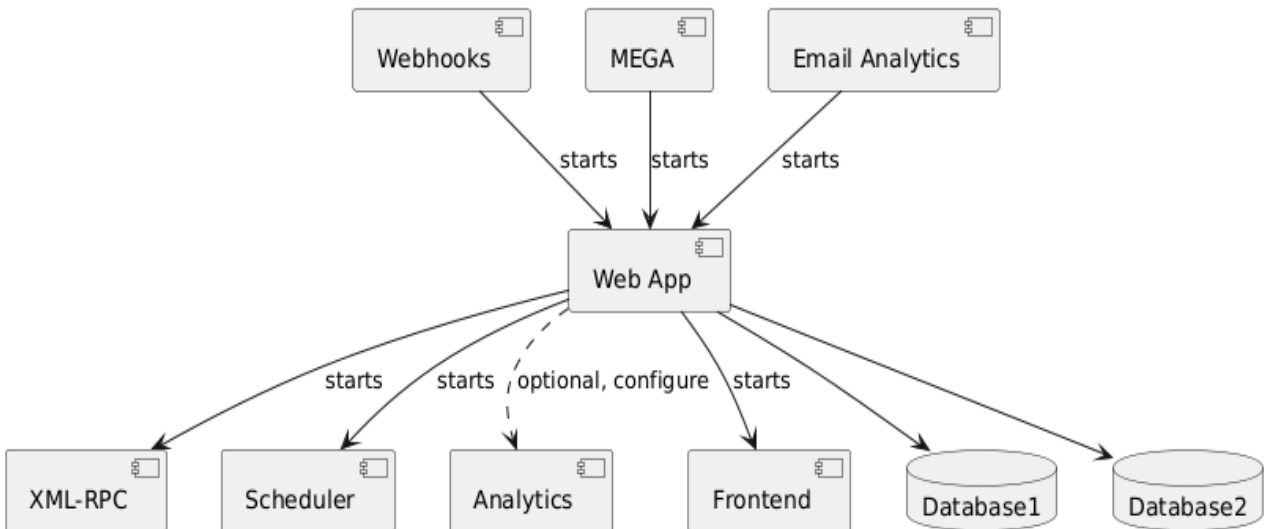 Webhooks
MEGA
Email Analytics
starts
starts
starts
Web App
starts
starts
optional, configure
starts
XML-RPC
Scheduler
Analytics
Frontend
Database1
Database2